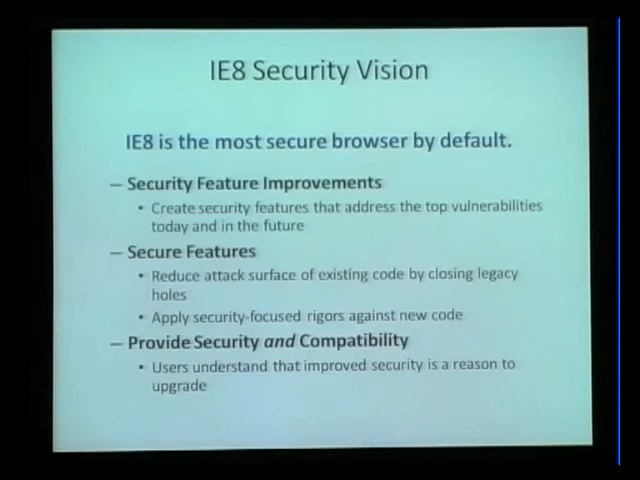 IE8 Security Vision
IE8 is the most secure browser by default.
– Security Feature Improvements
• Create security features that address the top vulnerabilities
today and in the future
– Secure Features
• Reduce attack surface of existing code by closing legacy
holes
• Apply security-focused rigors against new code
– Provide Security and Compatibility
• Users understand that improved security is a reason to
upgrade